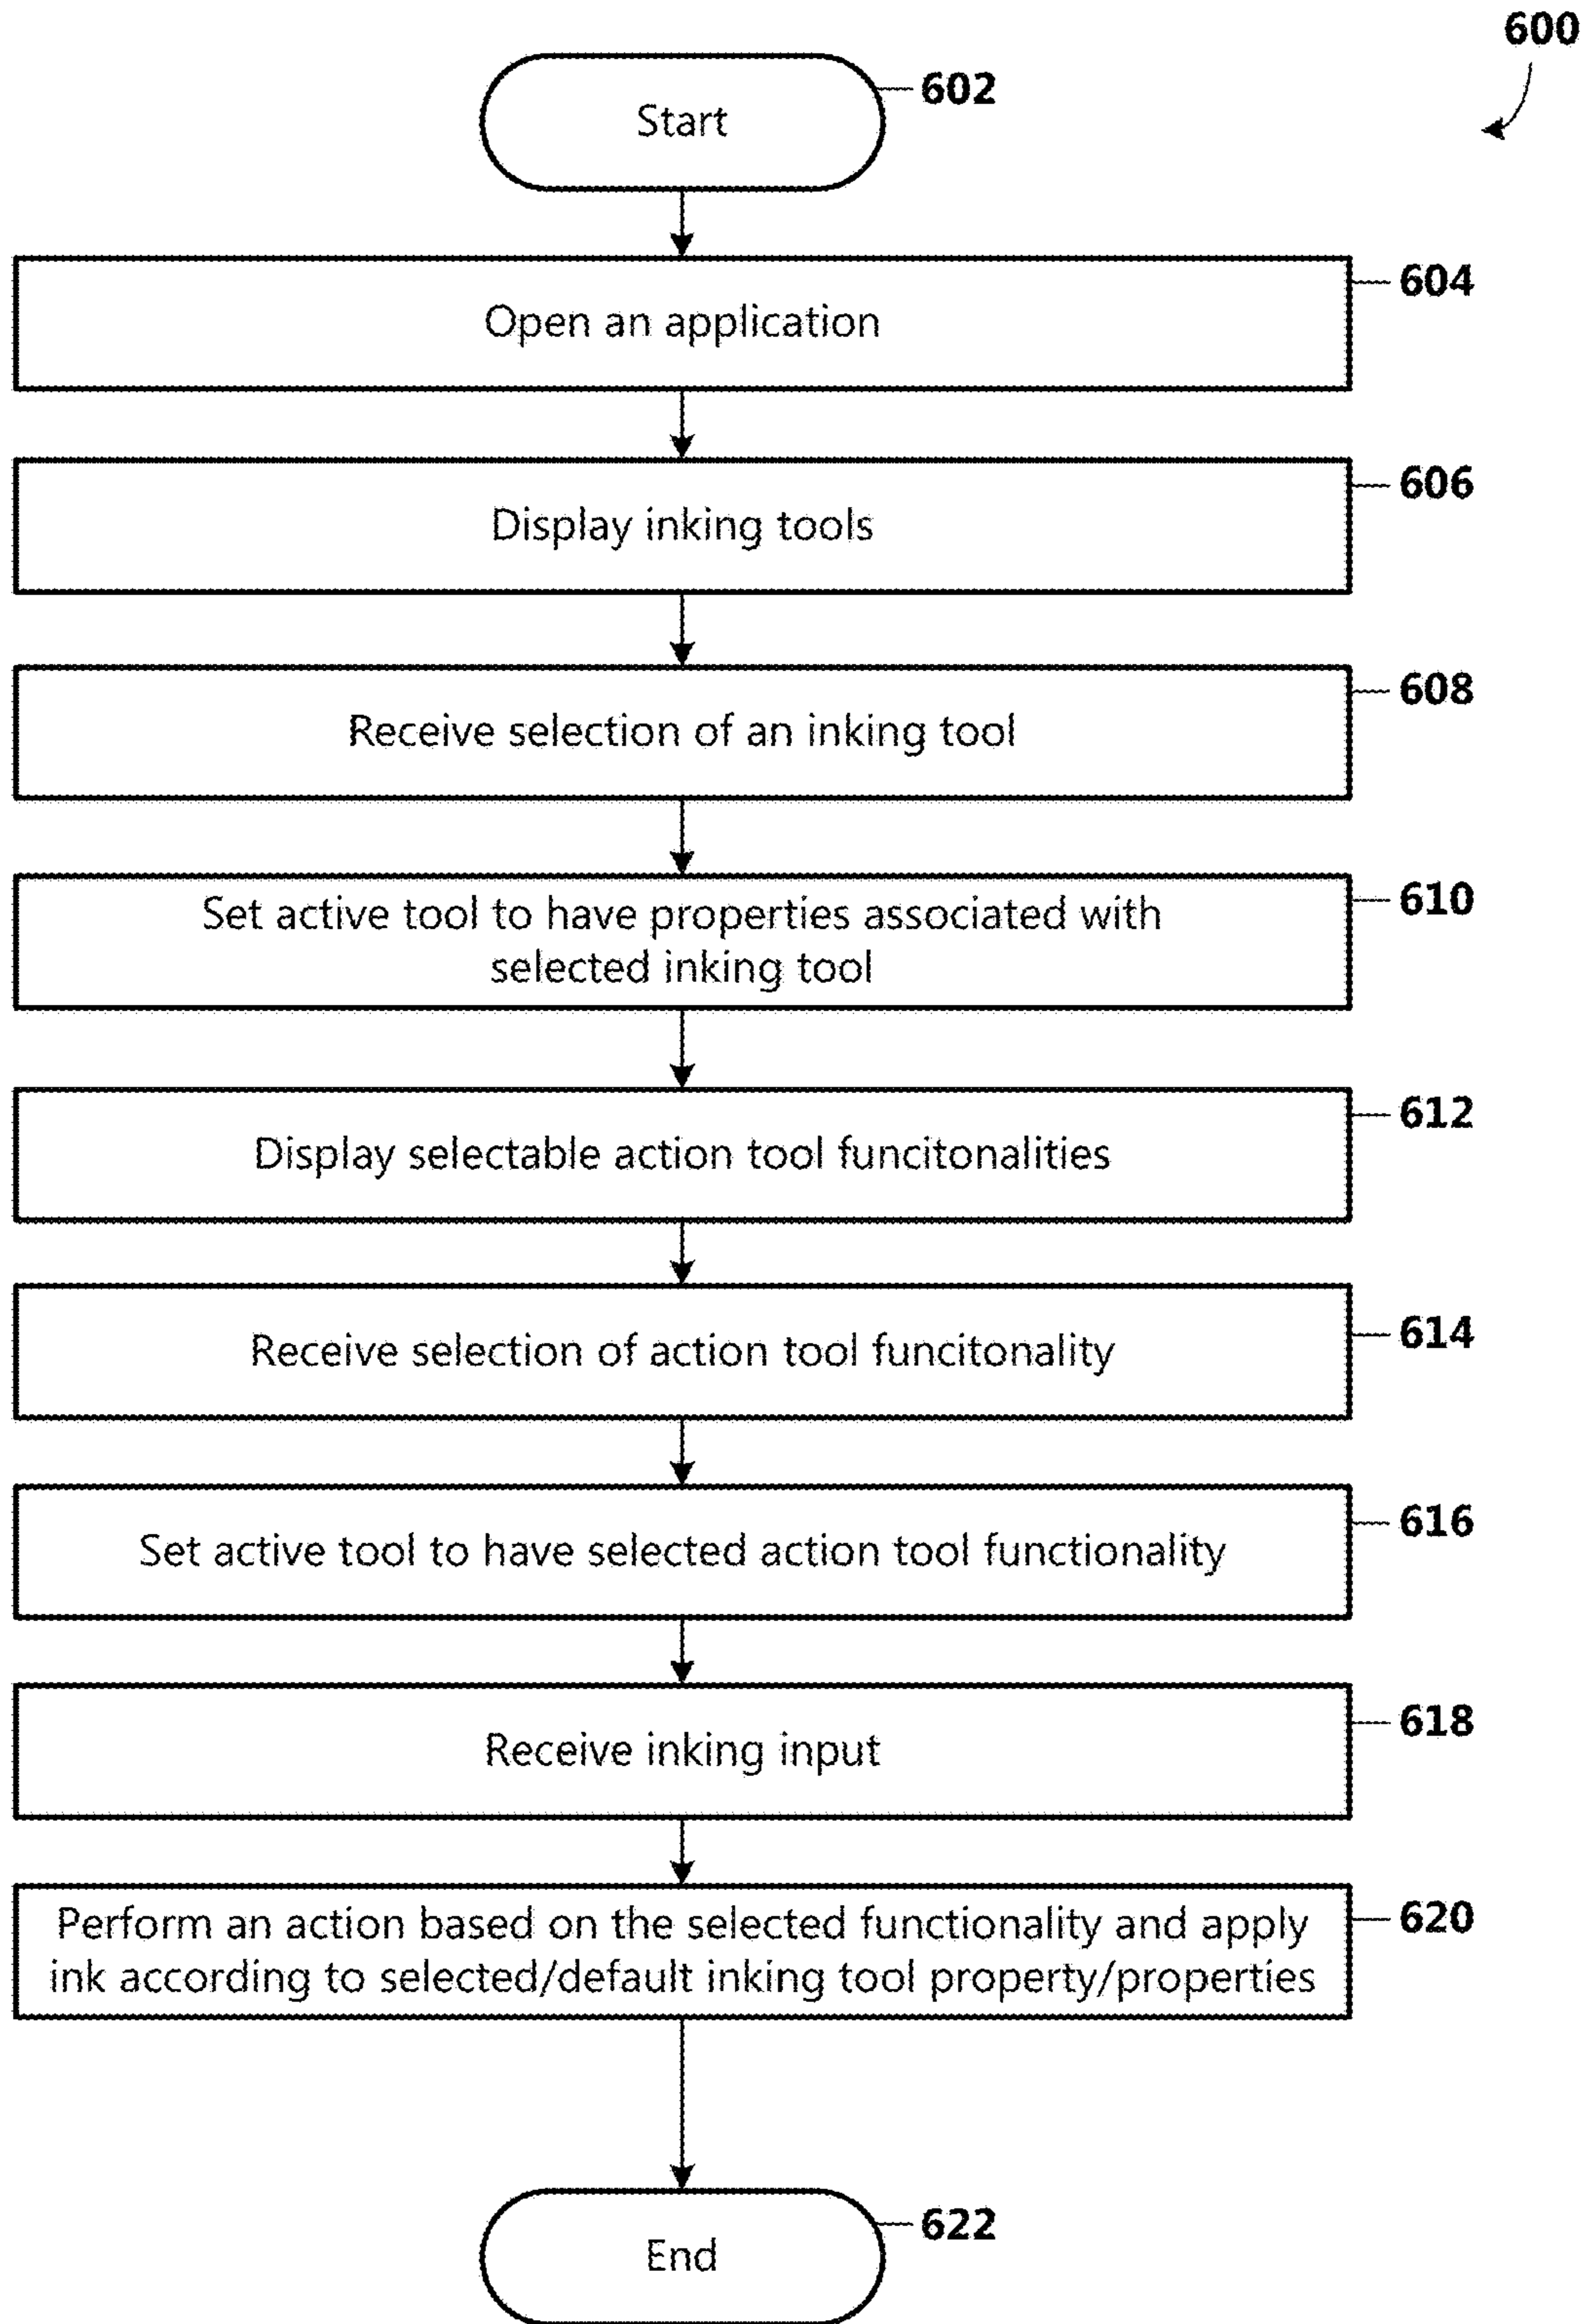 600
Start
602
Open an application
604
Display inking tools
606
Receive selection of an inking tool
608
Set active tool to have properties associated with
selected inking tool
610
Display selectable action tool funcitonalities
612
Receive selection of action tool funcitonality
614
Set active tool to have selected action tool functionality
616
Receive inking input
618
Perform an action based on the selected functionality and apply
ink according to selected/default inking tool property/properties
620
End
622